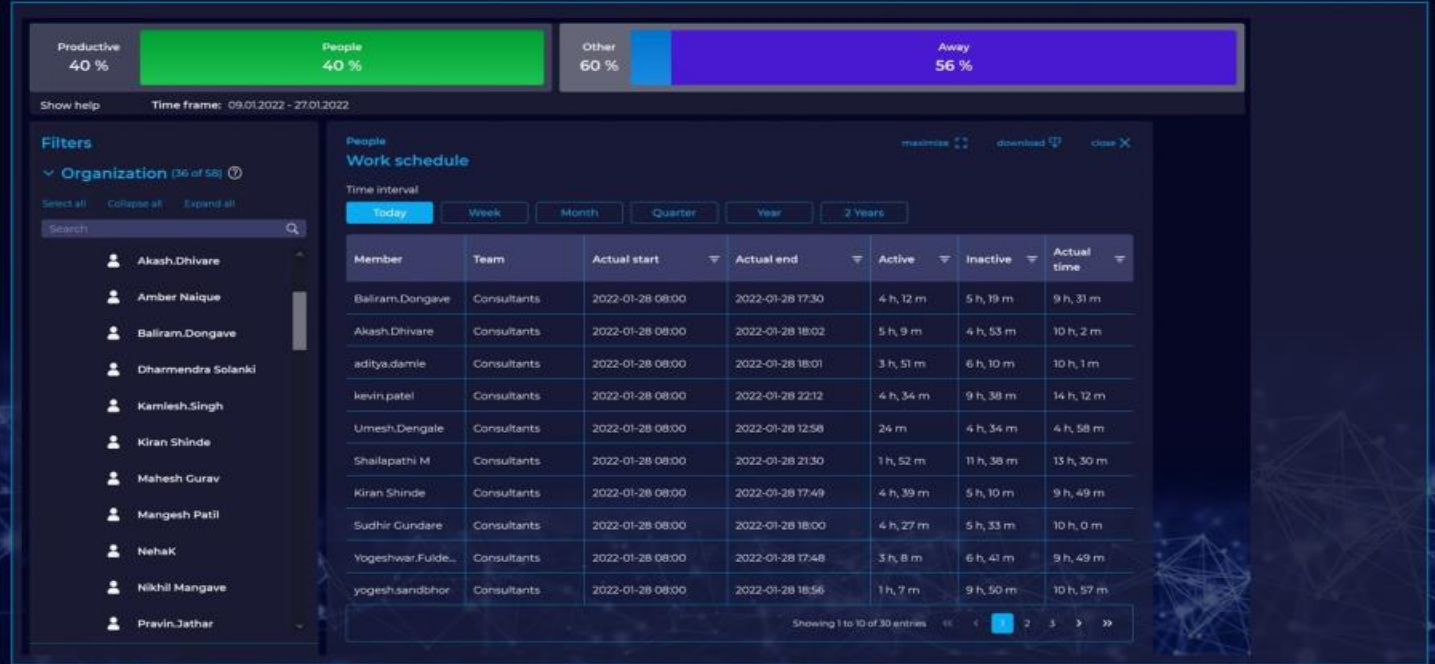 Productive
40 %
People
40 %
Other
60 %
Away
56 %
Show help Time frame: 09.01.2022 - 27.01.2022
Filters
Organization (36 of 58)
Select all Collapse all Expand all
Search
Akash.Dhivare
Amber Naique
Baliram.Dongave
Dharmendra Solanki
Kamlesh.Singh
Kiran Shinde
Mahesh Gurav
Mangesh Patil
NehaK
Nikhil Mangave
Pravin.Jathar
People
Work schedule
maximise download close
Time interval
Today Week Month Quarter Year 2 Years
Member Team Actual start Actual end Active Inactive Actual time
Baliram.Dongave Consultants 2022-01-28 08:00 2022-01-28 17:30 4 h, 12 m 5 h, 19 m 9 h, 31 m
Akash.Dhivare Consultants 2022-01-28 08:00 2022-01-28 18:02 5 h, 9 m 4 h, 53 m 10 h, 2 m
aditya.damle Consultants 2022-01-28 08:00 2022-01-28 18:01 3 h, 51 m 6 h, 10 m 10 h, 1 m
kevin.patel Consultants 2022-01-28 08:00 2022-01-28 22:12 4 h, 34 m 9 h, 38 m 14 h, 12 m
Umesh.Dengale Consultants 2022-01-28 08:00 2022-01-28 12:58 24 m 4 h, 34 m 4 h, 58 m
Shailapathi M Consultants 2022-01-28 08:00 2022-01-28 21:30 1 h, 52 m 11 h, 38 m 13 h, 30 m
Kiran Shinde Consultants 2022-01-28 08:00 2022-01-28 17:49 4 h, 39 m 5 h, 10 m 9 h, 49 m
Sudhir Gundare Consultants 2022-01-28 08:00 2022-01-28 18:00 4 h, 27 m 5 h, 33 m 10 h, 0 m
Yogeshwar.Fulde... Consultants 2022-01-28 08:00 2022-01-28 17:48 3 h, 8 m 6 h, 41 m 9 h, 49 m
yogesh.sandbhor Consultants 2022-01-28 08:00 2022-01-28 18:56 1 h, 7 m 9 h, 50 m 10 h, 57 m
Showing 1 to 10 of 30 entries 1 2 3